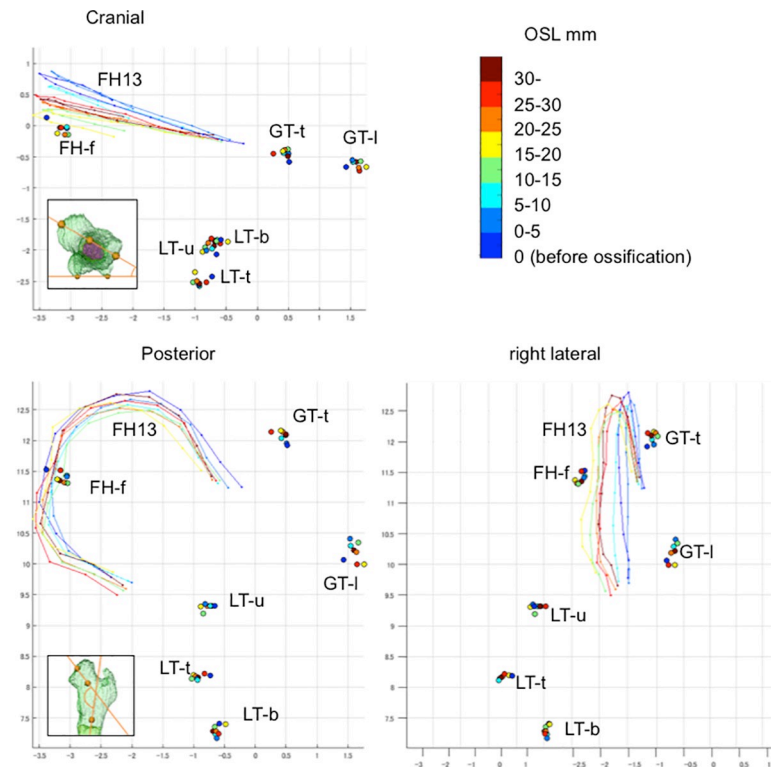 Cranial
OSL mm
30-
25-30
20-25
15-20
10-15
5-10
0-5
0 (before ossification)
1
0.5
0
-0.5
-1
-1.5
-2
-2.5
FH13
FH-f
GT-t
GT-l
LT-u
LT-b
LT-t
-3.5 -3 -2.5 -2 -1.5 -1 -0.5 0 0.5 1 1.5
Posterior
right lateral
12.5
12
11.5
11
10.5
10
9.5
9
8.5
8
7.5
FH13
GT-t
FH-f
GT-l
LT-u
LT-t
LT-b
-3.5 -3 -2.5 -2 -1.5 -1 -0.5 0 0.5 1 1.5
12.5
12
11.5
11
10.5
10
9.5
9
8.5
8
7.5
FH13
GT-t
FH-f
GT-l
LT-u
LT-t
LT-b
-3 -2 -1 0 1 -2.5 -2 -1.5 -1 -0.5 0 1